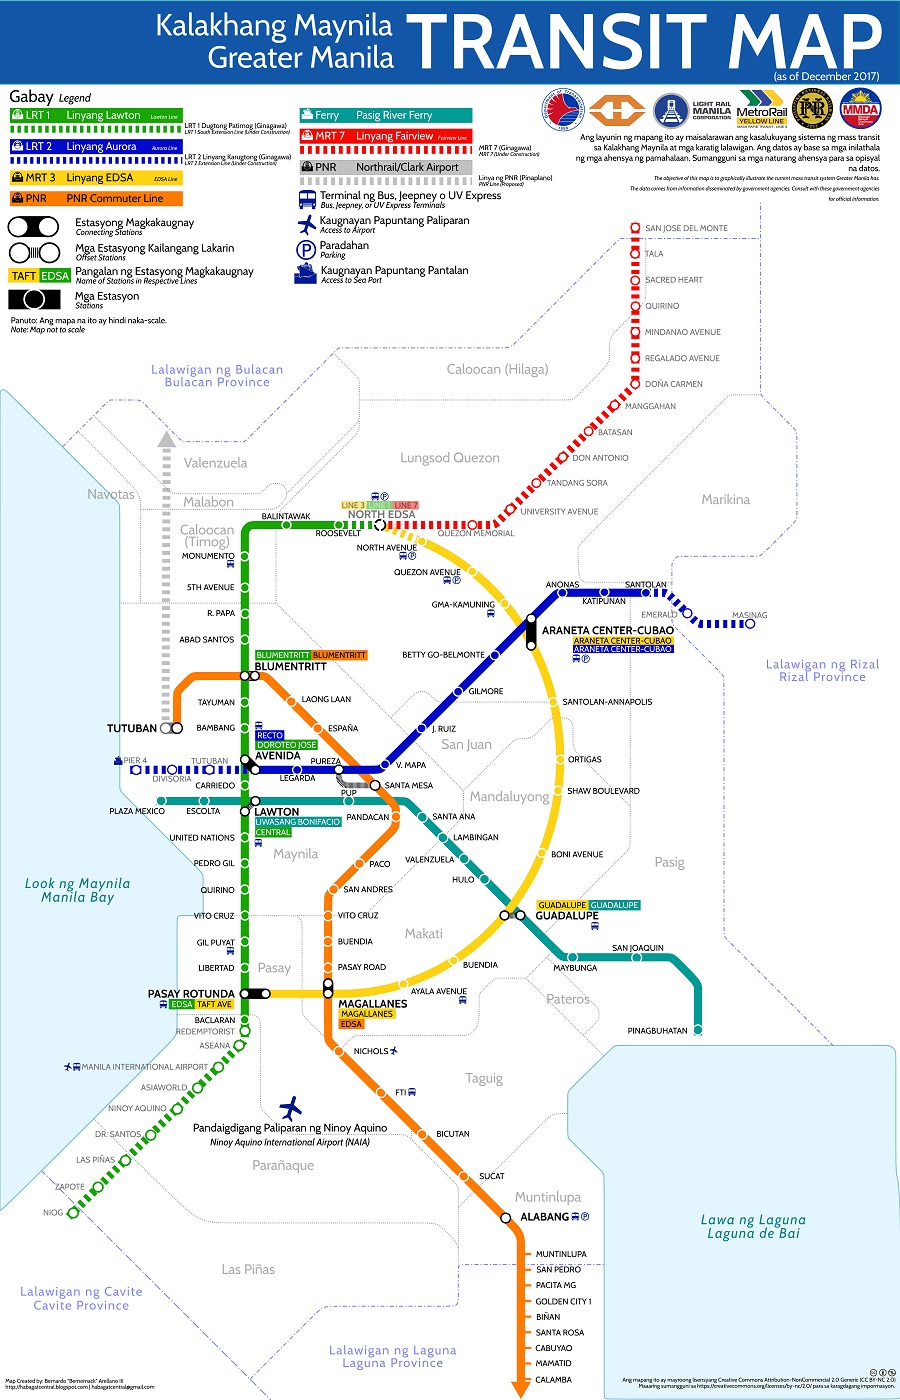 Kalakhang Maynila
Greater Manila
TRANSIT MAP
(as of December 2017)
Gabay Legend
LRT 1 Linyang Lawton Lawton Line
LRT 1 Dugtong Patimog (Ginagawa)
LRT 1 South Extension Line (Under Construction)
LRT 2 Linyang Aurora Aurora Line
LRT 2 Linyang Karugtong (Ginagawa)
LRT 2 Extension Line (Under Construction)
MRT 3 Linyang EDSA EDSA Line
PNR PNR Commuter Line
Estasyong Magkakaugnay
Connecting Stations
Mga Estasyong Kailangang Lakarin
Offset Stations
TAFT EDSA
Pangalan ng Estasyong Magkakaugnay
Name of Stations in Respective Lines
Mga Estasyon
Stations
Panuto: Ang mapa na ito ay hindi naka-scale.
Note: Map not to scale
Ferry Pasig River Ferry
MRT 7 Linyang Fairview Fairview Line
MRT 7 (Ginagawa)
MRT 7 (Under Construction)
PNR Northrail/Clark Airport
Linya ng PNR (Pinaplano)
PNR Line (Proposed)
Terminal ng Bus, Jeepney o UV Express
Bus, Jeepney, or UV Express Terminals
Kaugnayan Papuntang Paliparan
Access to Airport
P
Paradahan
Parking
Kaugnayan Papuntang Pantalan
Access to Sea Port
LIGHT RAIL
MANILA
CORPORATION
MetroRail
YELLOW LINE
PNR
MMDA
Ang layunin ng mapang ito ay maisalarawan ang kasalukuyang sistema ng mass transit
sa Kalakhang Maynila at mga karatig lalawigan. Ang datos ay base sa mga inilathala
ng mga ahensya ng pamahalaan. Sumangguni sa mga naturang ahensya para sa opisyal
na datos.
The objective of this map is to graphically illustrate the current mass transit system Greater Manila has.
The data comes from information disseminated by government agencies. Consult with these government agencies
for official information.
SAN JOSE DEL MONTE
TALA
SACRED HEART
QUIRINO
MINDANAO AVENUE
REGALADO AVENUE
DOÑA CARMEN
MANGGAHAN
BATASAN
DON ANTONIO
TANDANG SORA
UNIVERSITY AVENUE
QUEZON MEMORIAL
Lalawigan ng Bulacan
Bulacan Province
Caloocan (Hilaga)
Lungsod Quezon
Valenzuela
Navotas
Malabon
Caloocan
(Timog)
Marikina
P
LINE 3 LINE 1 LINE 7
NORTH EDSA
BALINTAWAK
ROOSEVELT
MONUMENTO
5TH AVENUE
R. PAPA
ABAD SANTOS
BLUMENTRITT BLUMENTRITT
BLUMENTRITT
TAYUMAN
BAMBANG
RECTO
DOROTEO JOSE
AVENIDA
CARRIEDO
LAWTON
LIWASANG BONIFACIO
CENTRAL
UNITED NATIONS
PEDRO GIL
QUIRINO
VITO CRUZ
GIL PUYAT
LIBERTAD
PASAY ROTUNDA
EDSA TAFT AVE
BACLARAN
REDEMPTORIST
ASEANA
MANILA INTERNATIONAL AIRPORT
ASIAWORLD
NINOY AQUINO
DR. SANTOS
LAS PIÑAS
ZAPOTE
NIOG
NORTH AVENUE
P
QUEZON AVENUE
P
GMA-KAMUNING
ARANETA CENTER-CUBAO
ARANETA CENTER-CUBAO
ARANETA CENTER-CUBAO
P
SANTOLAN-ANNAPOLIS
ORTIGAS
SHAW BOULEVARD
BONI AVENUE
GUADALUPE GUADALUPE
GUADALUPE
BUENDIA
AYALA AVENUE
MAGALLANES
MAGALLANES
EDSA
ANONAS
KATIPUNAN
SANTOLAN
EMERALD
MASINAG
BETTY GO-BELMONTE
GILMORE
J. RUIZ
V. MAPA
PUREZA
LEGARDA
PIER 4
DIVISORIA
TUTUBAN
TUTUBAN
LAONG LAAN
ESPAÑA
SANTA MESA
PANDACAN
PACO
SAN ANDRES
VITO CRUZ
BUENDIA
PASAY ROAD
NICHOLS
FTI
BICUTAN
SUCAT
ALABANG
P
MUNTINLUPA
SAN PEDRO
PACITA MG
GOLDEN CITY 1
BIÑAN
SANTA ROSA
CABUYAO
MAMATID
CALAMBA
PLAZA MEXICO
ESCOLTA
PUP
SANTA ANA
LAMBINGAN
VALENZUELA
HULO
MAYBUNGA
SAN JOAQUIN
PINAGBUHATAN
San Juan
Mandaluyong
Pasig
Maynila
Makati
Pasay
Pateros
Taguig
Parañaque
Muntinlupa
Las Piñas
Lalawigan ng Rizal
Rizal Province
Look ng Maynila
Manila Bay
Pandaigdigang Paliparan ng Ninoy Aquino
Ninoy Aquino International Airport (NAIA)
Lawa ng Laguna
Laguna de Bai
Lalawigan ng Cavite
Cavite Province
Lalawigan ng Laguna
Laguna Province
Map Created by: Bernardo "Bernemack" Arellano III
http://habagatcentral.blogspot.com | habagatcentral@gmail.com
Ang mapang ito ay mayroong lisensyang Creative Commons Attribution-NonCommercial 2.0 Generic (CC BY-NC 2.0)
Maaaring sumangguni sa https://creativecommons.org/licenses/by-nc/2.0/ para sa karagdagang impormasyon.